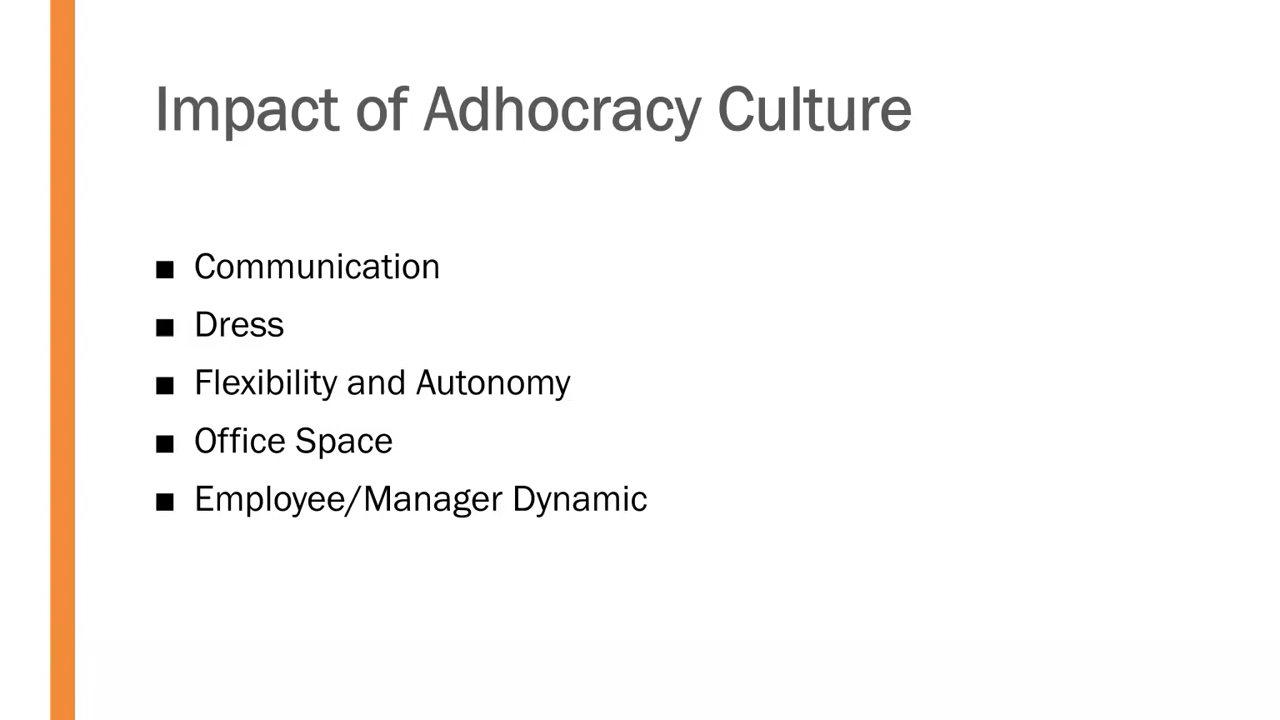 Impact of Adhocracy Culture
■ Communication
■ Dress
■ Flexibility and Autonomy
■ Office Space
■ Employee/Manager Dynamic